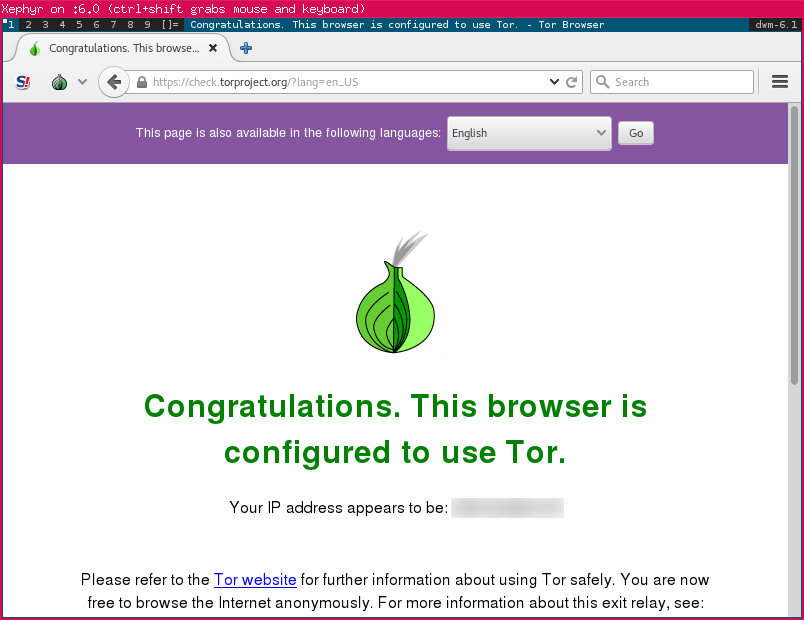 Xephyr on :6.0 (ctrl+shift grabs mouse and keyboard)
1 2 3 4 5 6 7 8 9 []= Congratulations. This browser is configured to use Tor. - Tor Browser dwm-6.1
Congratulations. This browse...
S! https://check.torproject.org/?lang=en_US Search
This page is also available in the following languages: English Go
Congratulations. This browser is
configured to use Tor.
Your IP address appears to be:
Please refer to the Tor website for further information about using Tor safely. You are now
free to browse the Internet anonymously. For more information about this exit relay, see: